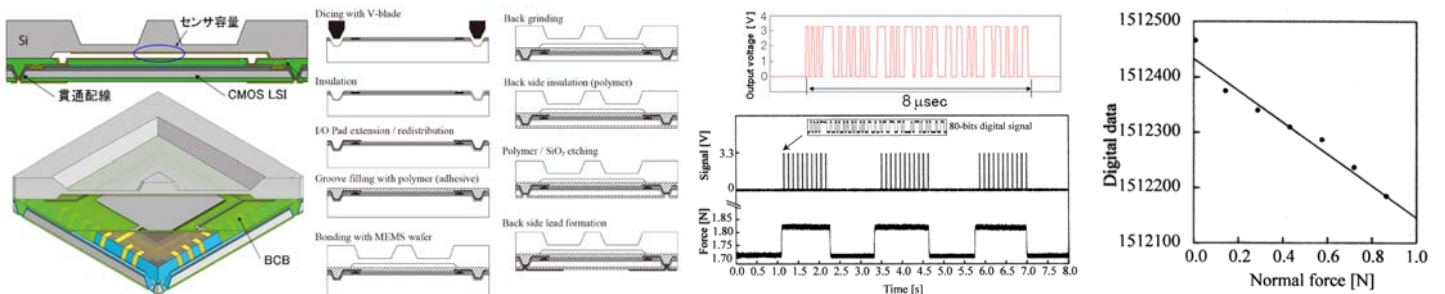 センサ容量
Si
貫通配線
CMOS LSI
BCB
Dicing with V-blade
Insulation
I/O Pad extension / redistribution
Groove filling with polymer (adhesive)
Bonding with MEMS wafer
Back grinding
Back side insulation (polymer)
Polymer / SiO₂ etching
Back side lead formation
Output voltage [V]
4
3
2
1
0
8 μsec
80-bits digital signal
Signal [V]
3.3
0
Force [N]
1.85
1.80
1.75
1.70
0.0 0.5 1.0 1.5 2.0 2.5 3.0 3.5 4.0 4.5 5.0 5.5 6.0 6.5 7.0 7.5 8.0
Time [s]
Digital data
1512500
1512400
1512300
1512200
1512100
0.0 0.2 0.4 0.6 0.8 1.0
Normal force [N]